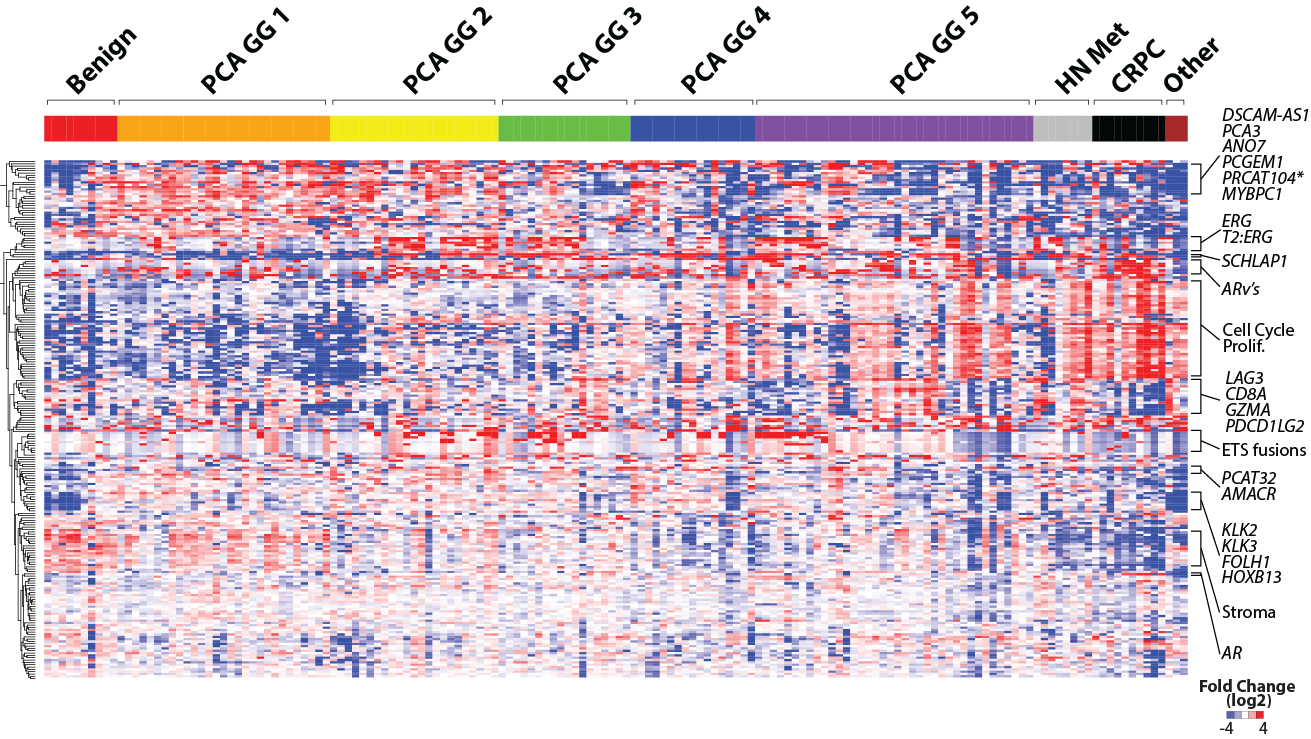 Benign
PCA GG 1
PCA GG 2
PCA GG 3
PCA GG 4
PCA GG 5
HN Met
CRPC
Other
DSCAM-AS1
PCA3
ANO7
PCGEM1
PRCAT104*
MYBPC1
ERG
T2:ERG
SCHLAP1
ARv's
Cell Cycle
Prolif.
LAG3
CD8A
GZMA
PDCD1LG2
ETS fusions
PCAT32
AMACR
KLK2
KLK3
FOLH1
HOXB13
Stroma
AR
Fold Change
(log2)
-4 4